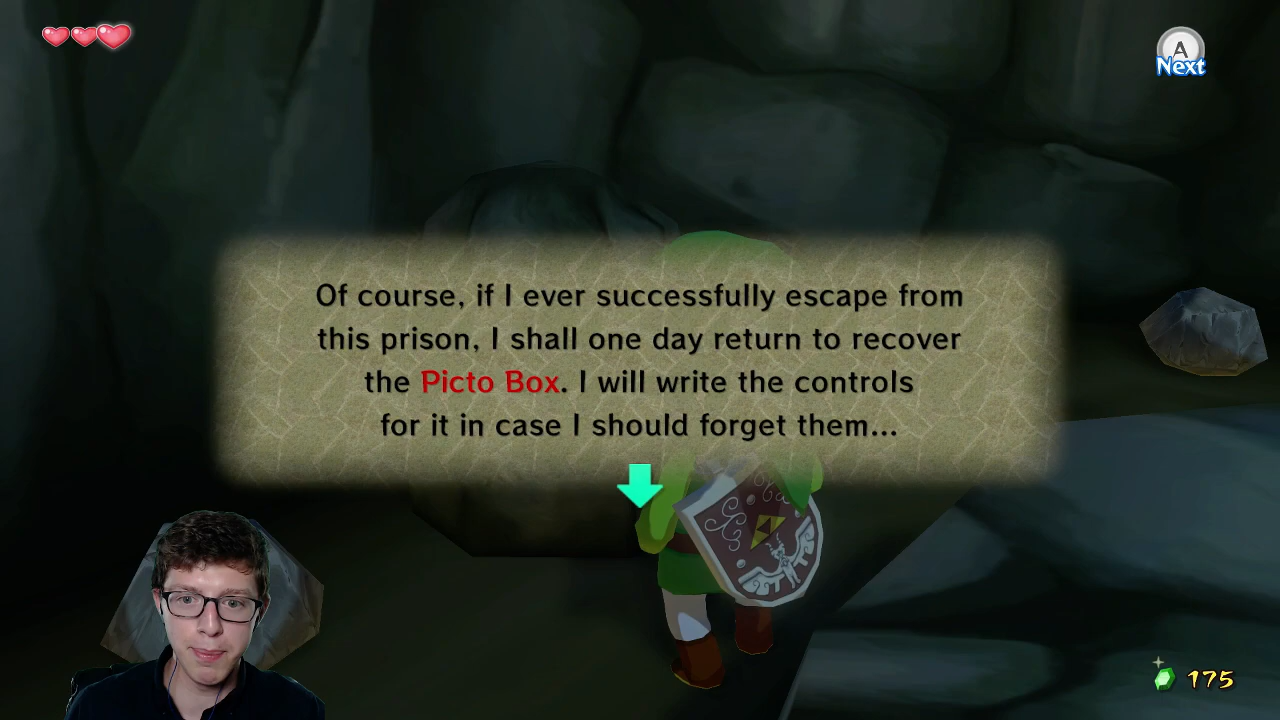 A
Next
Of course, if I ever successfully escape from
this prison, I shall one day return to recover
the Picto Box. I will write the controls
for it in case I should forget them...
175